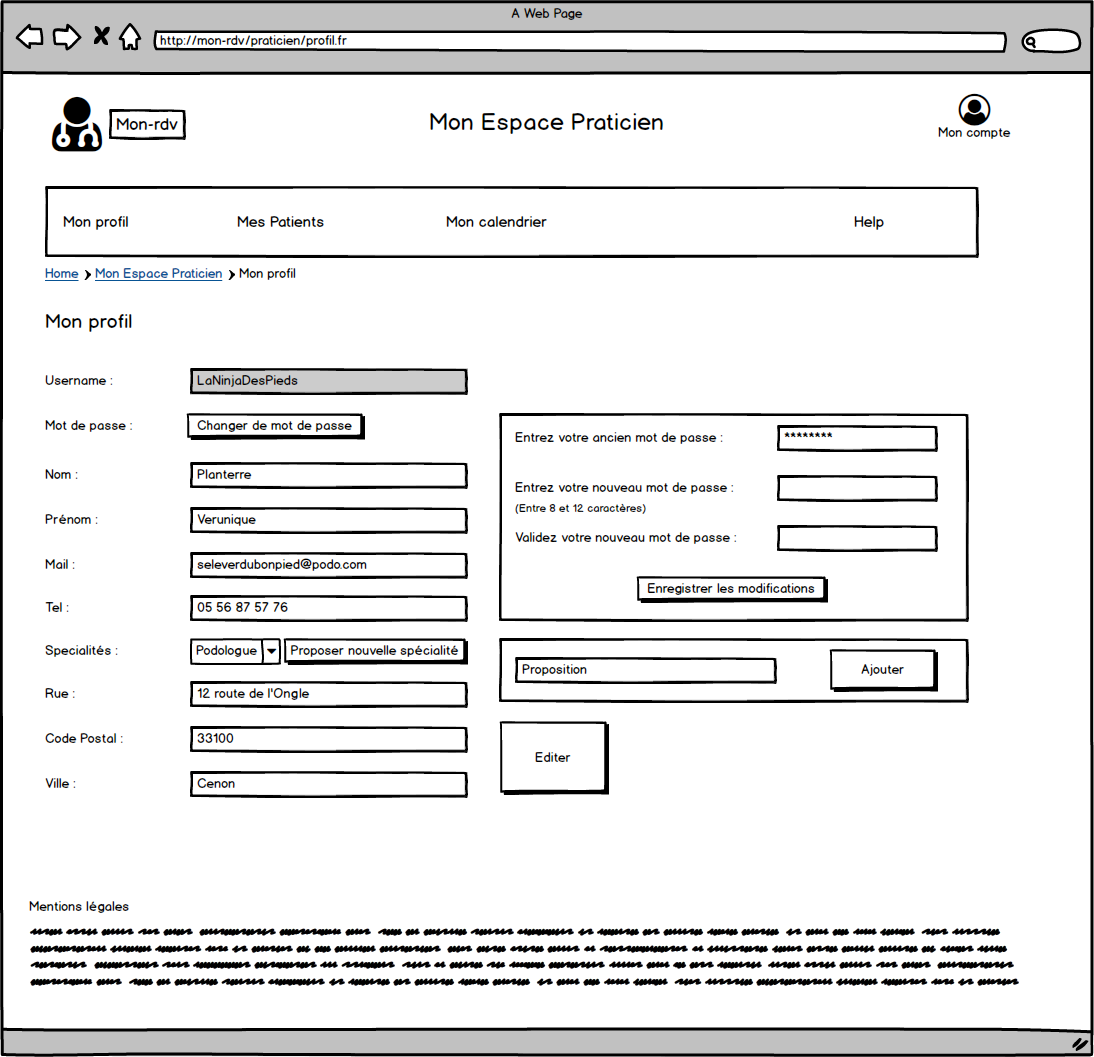 A Web Page
http://mon-rdv/praticien/profil.fr
Mon-rdv
Mon Espace Praticien
Mon compte
Mon profil Mes Patients Mon calendrier Help
Home Mon Espace Praticien Mon profil
Mon profil
Username : LaNinjaDesPieds
Mot de passe : Changer de mot de passe
Entrez votre ancien mot de passe : ********
Entrez votre nouveau mot de passe :
(Entre 8 et 12 caractères)
Validez votre nouveau mot de passe :
Enregistrer les modifications
Nom : Planterre
Prénom : Verunique
Mail : seleverdubonpied@podo.com
Tel : 05 56 87 57 76
Specialités : Podologue Proposer nouvelle spécialité
Proposition Ajouter
Rue : 12 route de l'Ongle
Code Postal : 33100
Editer
Ville : Cenon
Mentions légales